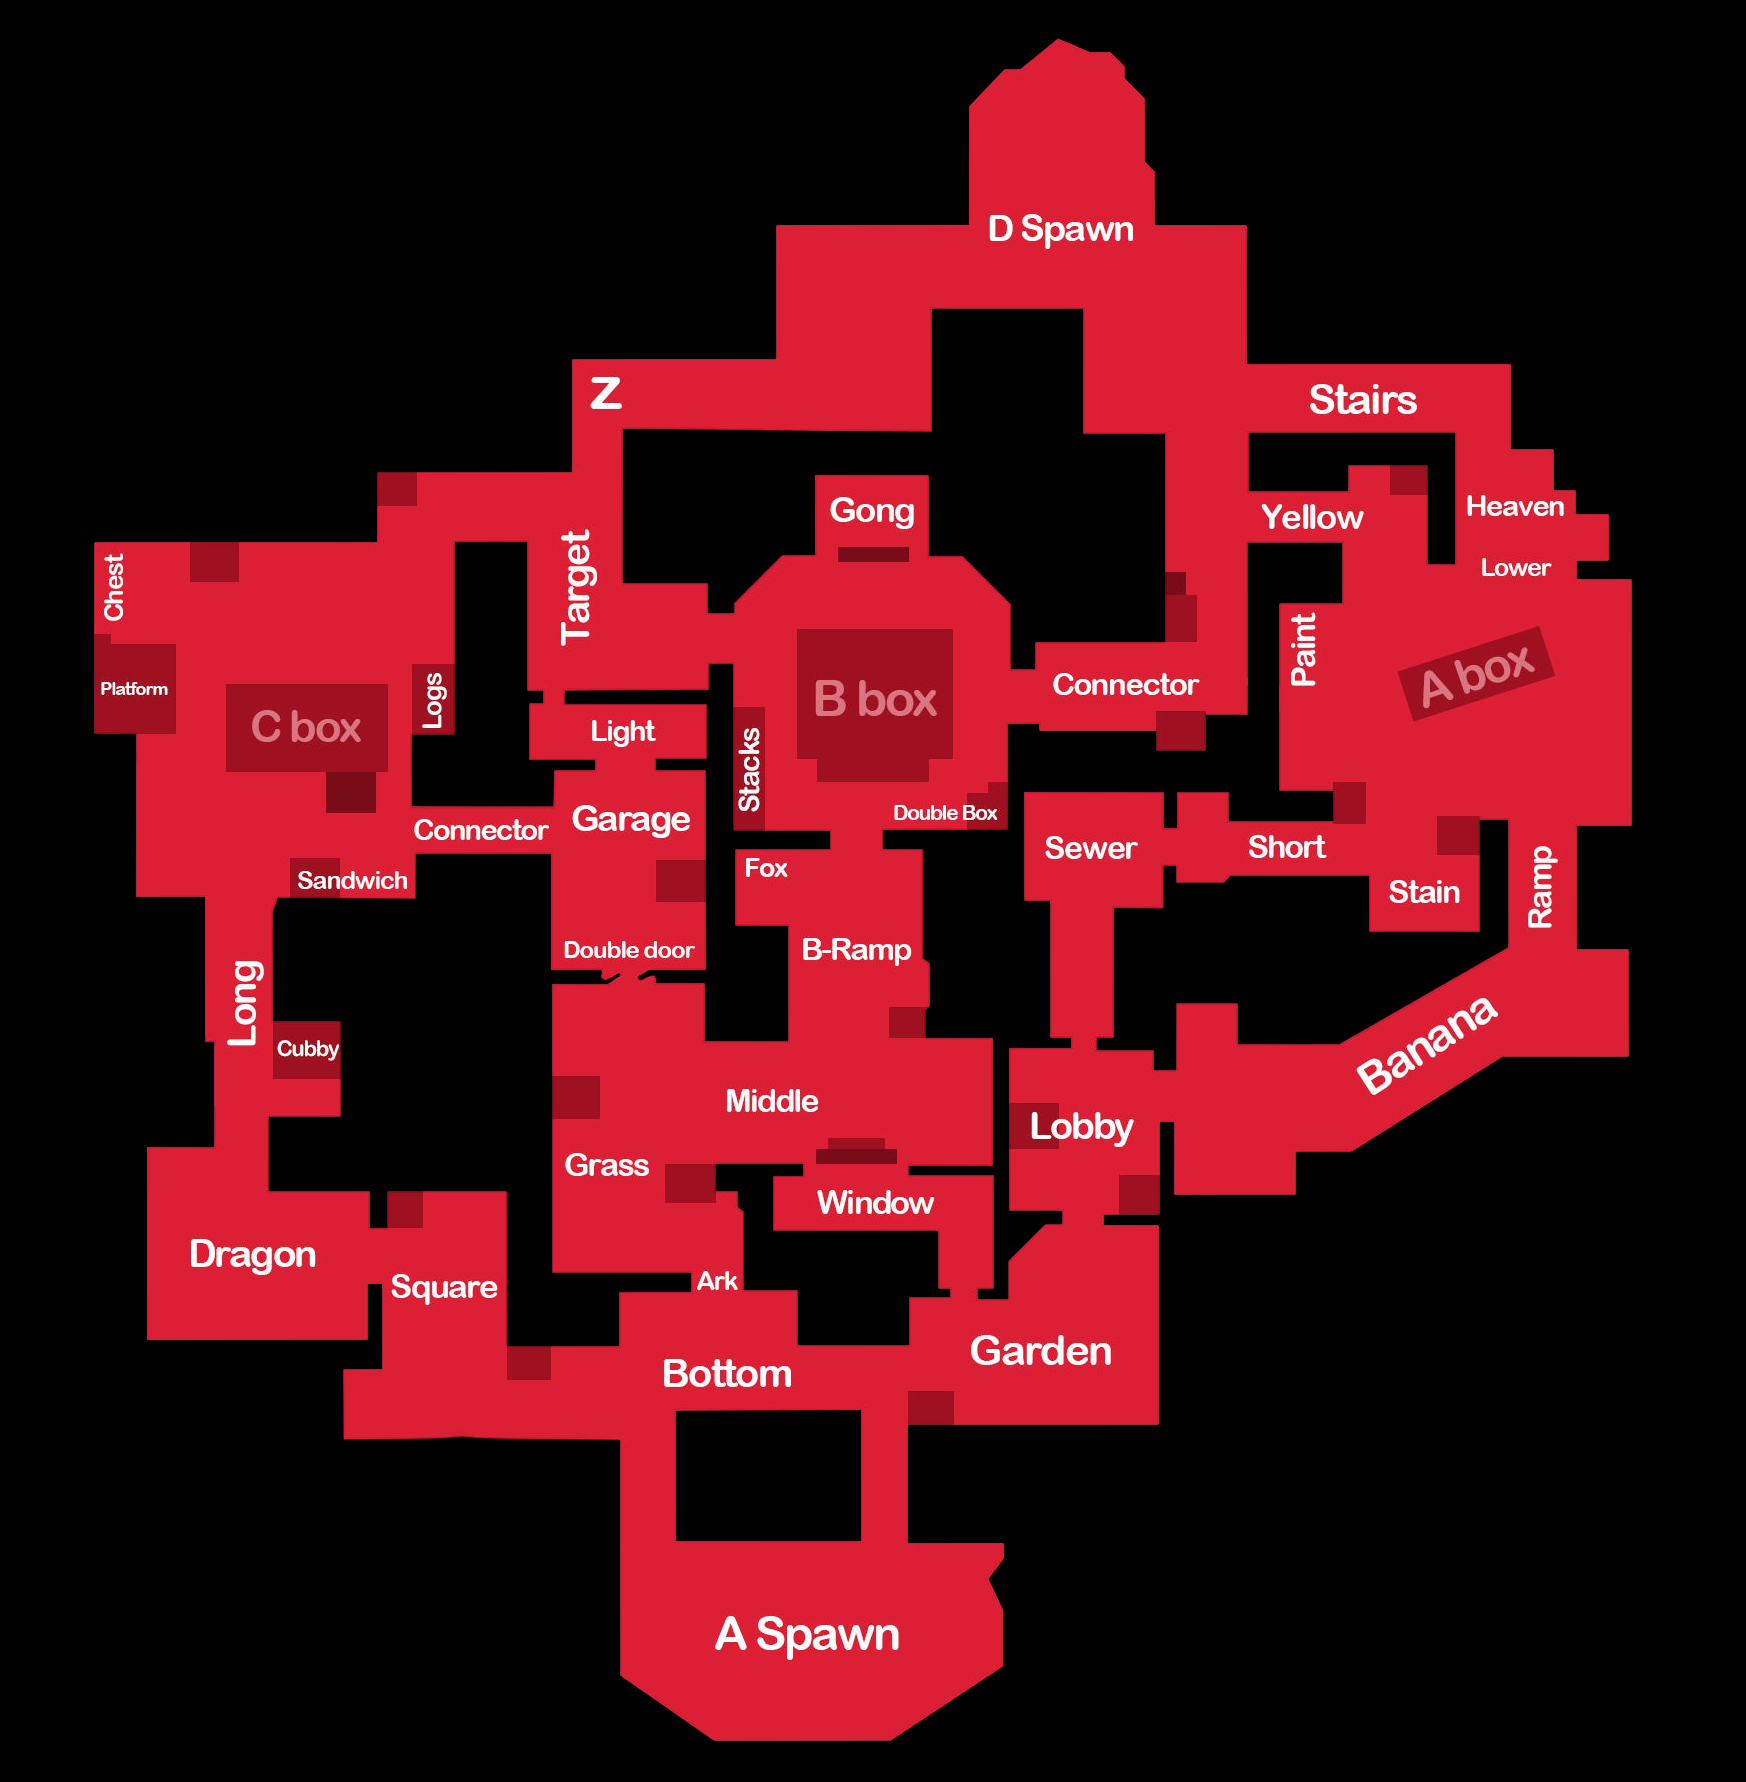 D Spawn
Z
Stairs
Gong
Heaven
Yellow
Lower
Chest
Target
Paint
Platform
Logs
C box
B box
Connector
A box
Light
Stacks
Double Box
Garage
Connector
Sewer
Short
Fox
Sandwich
Stain
Ramp
Double door
B-Ramp
Long
Cubby
Banana
Middle
Lobby
Grass
Window
Dragon
Square
Ark
Garden
Bottom
A Spawn